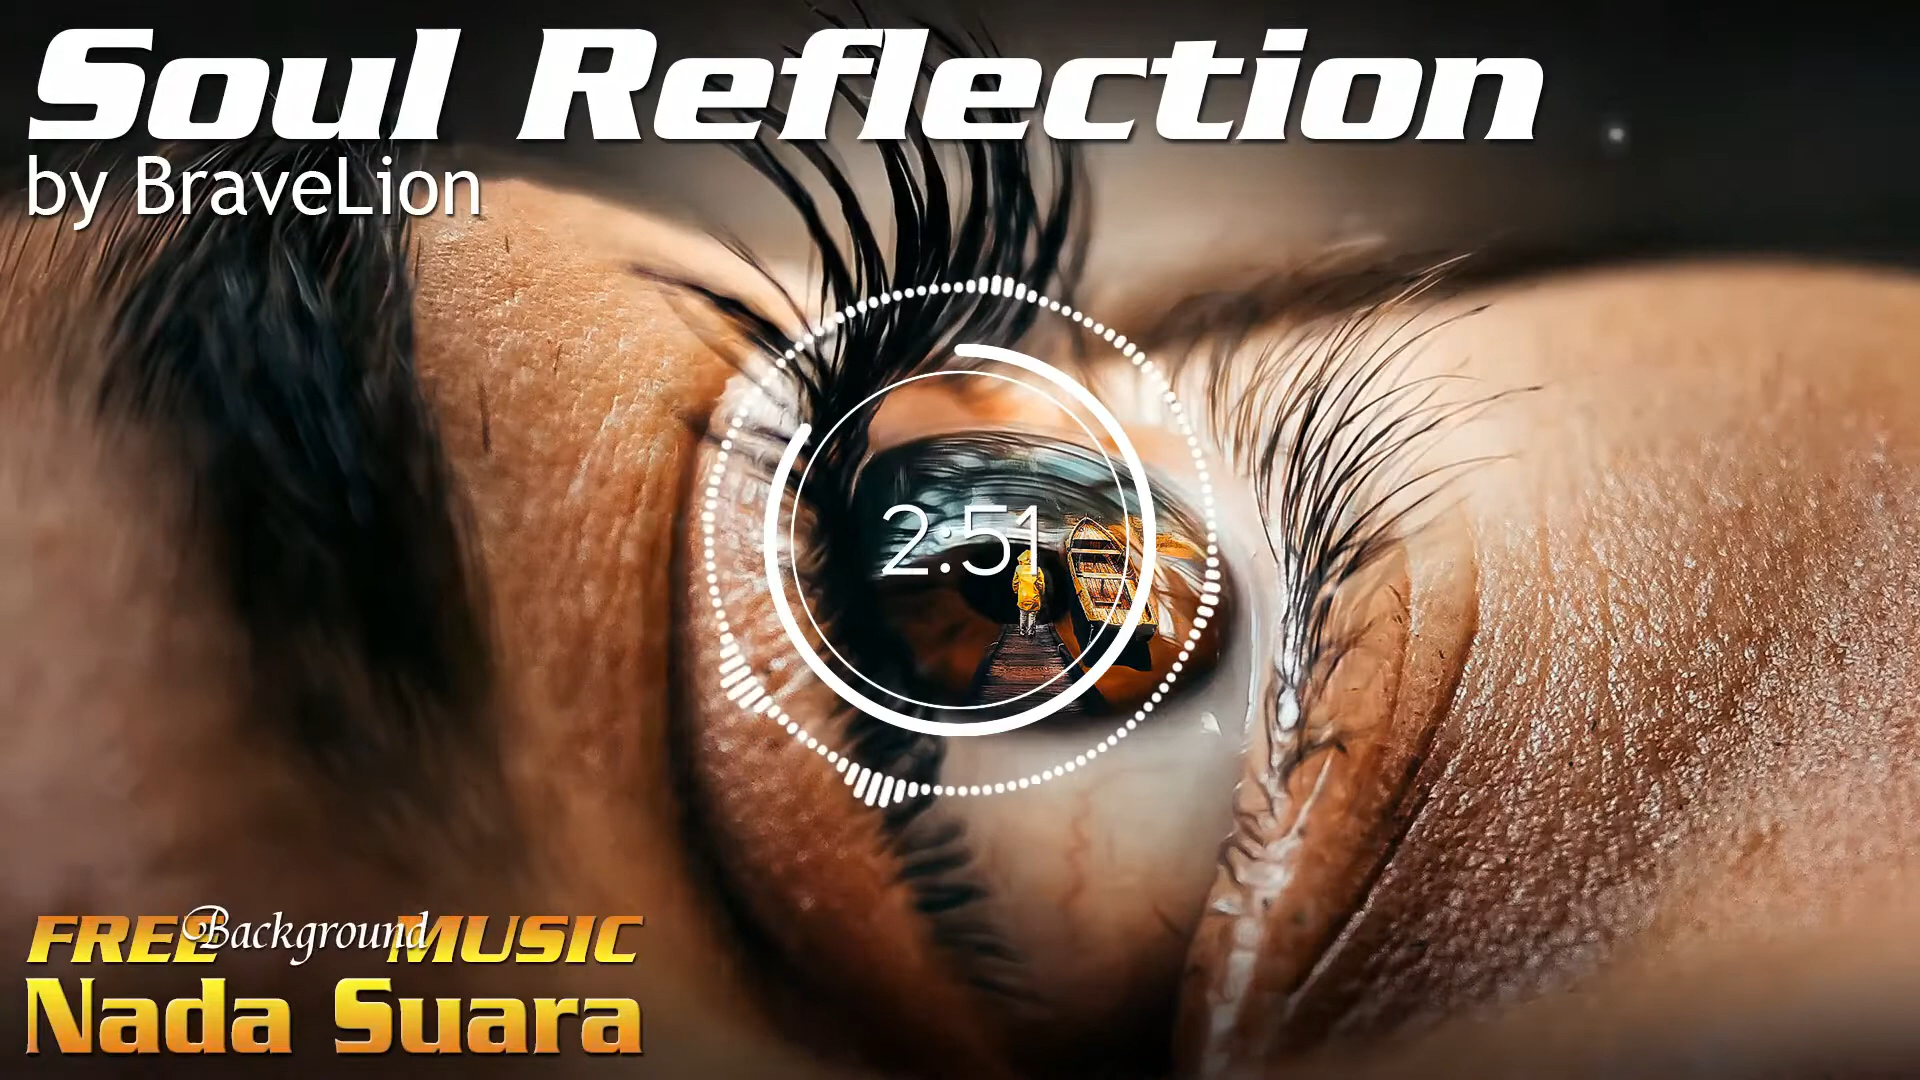 Soul Reflection
by BraveLion
2:51
FREE Background MUSIC
Nada Suara